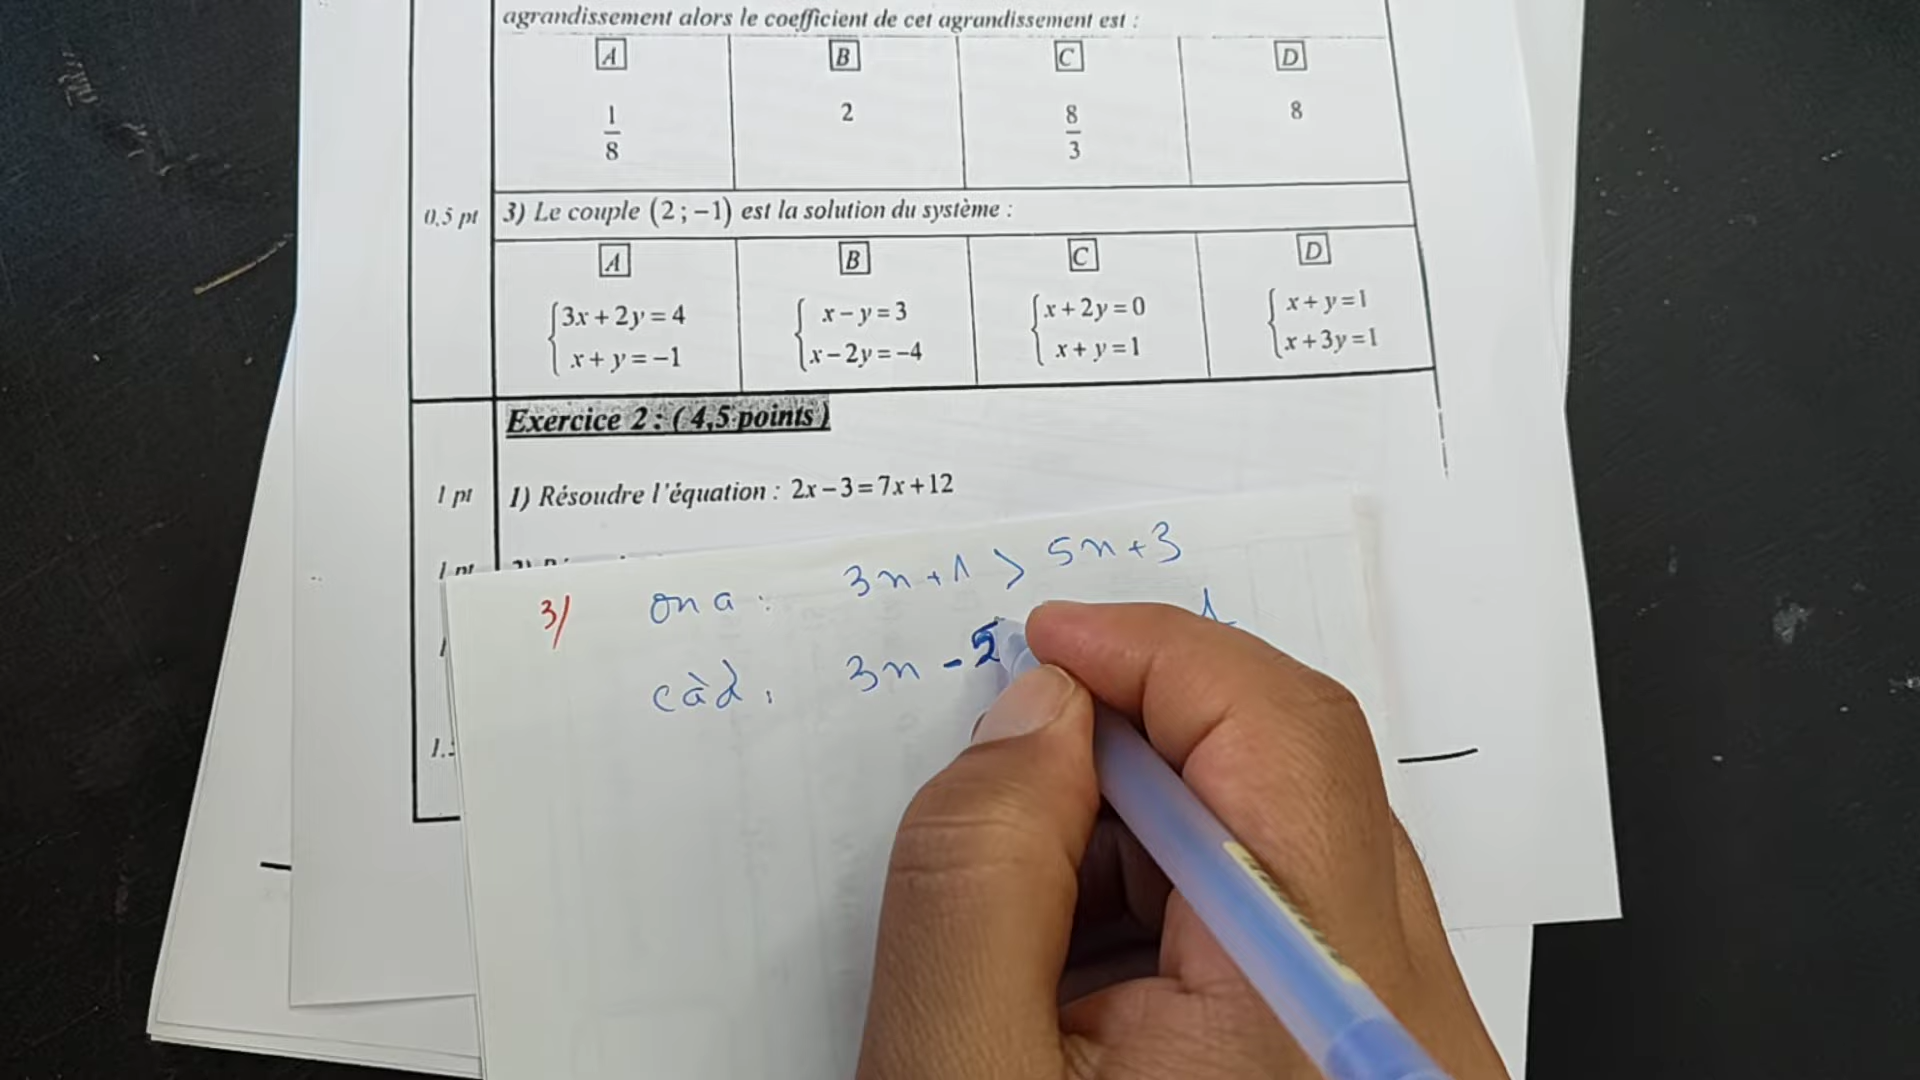 agrandissement alors le coefficient de cet agrandissement est :
A B C D
1/8 2 8/3 8
0,5 pt 3) Le couple (2 ; −1) est la solution du système :
A B C D
3x + 2y = 4 x − y = 3 x + 2y = 0 x + y = 1
x + y = −1 x − 2y = −4 x + y = 1 x + 3y = 1
Exercice 2 : ( 4,5 points )
1 pt 1) Résoudre l'équation : 2x − 3 = 7x + 12
1 pt
3/ on a : 3x + 1 > 5x + 3
càd : 3x - 5